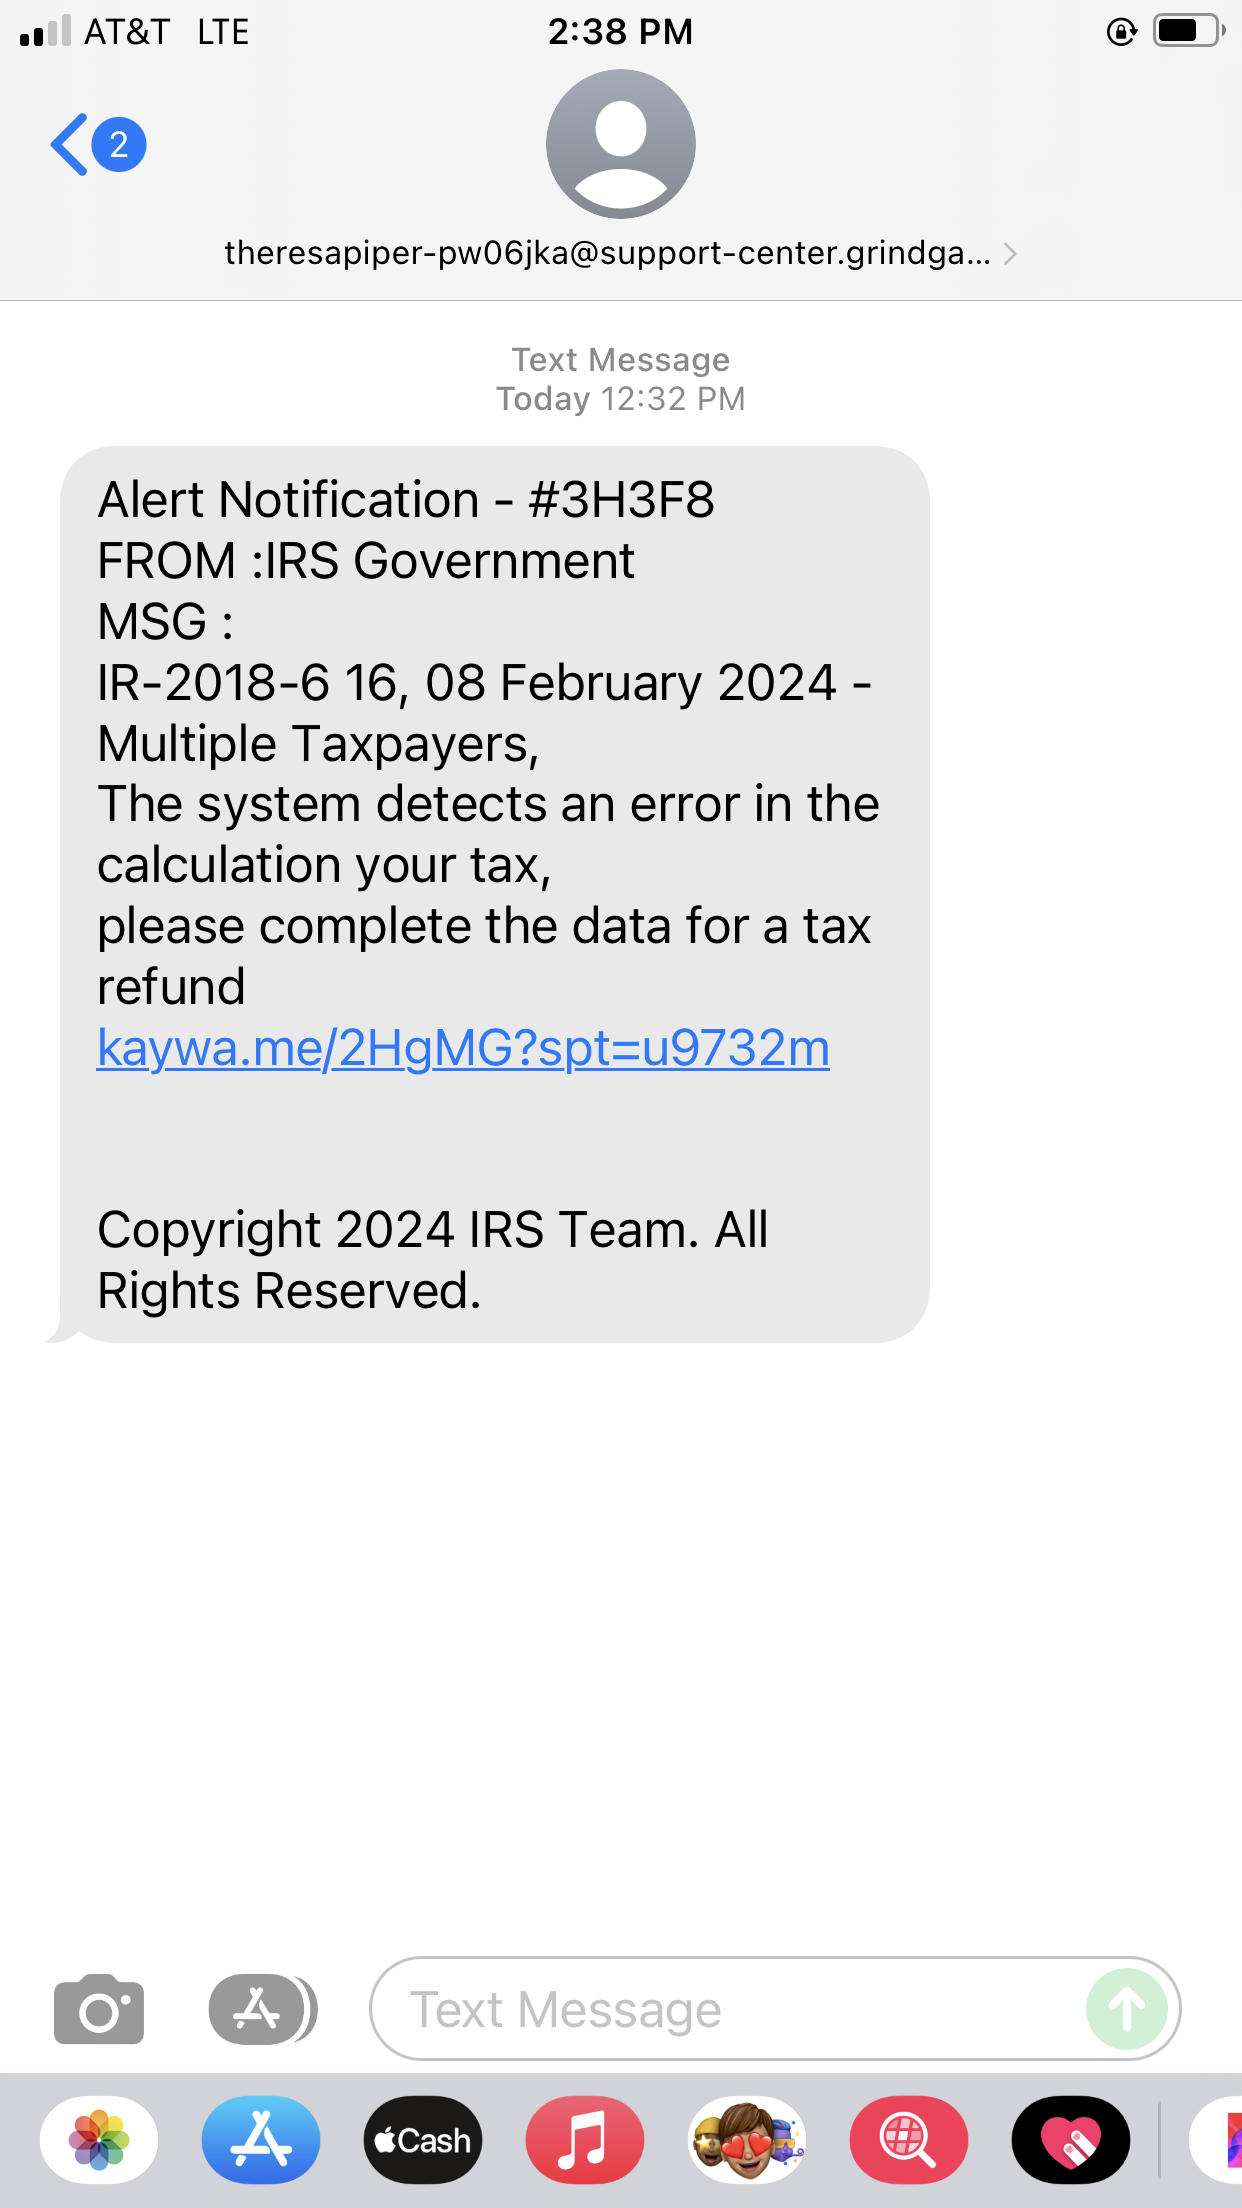 AT&T LTE 2:38 PM
2
theresapiper-pw06jka@support-center.grindga...
Text Message
Today 12:32 PM
Alert Notification - #3H3F8
FROM :IRS Government
MSG :
IR-2018-6 16, 08 February 2024 -
Multiple Taxpayers,
The system detects an error in the
calculation your tax,
please complete the data for a tax
refund
kaywa.me/2HgMG?spt=u9732m
Copyright 2024 IRS Team. All
Rights Reserved.
Text Message
Cash